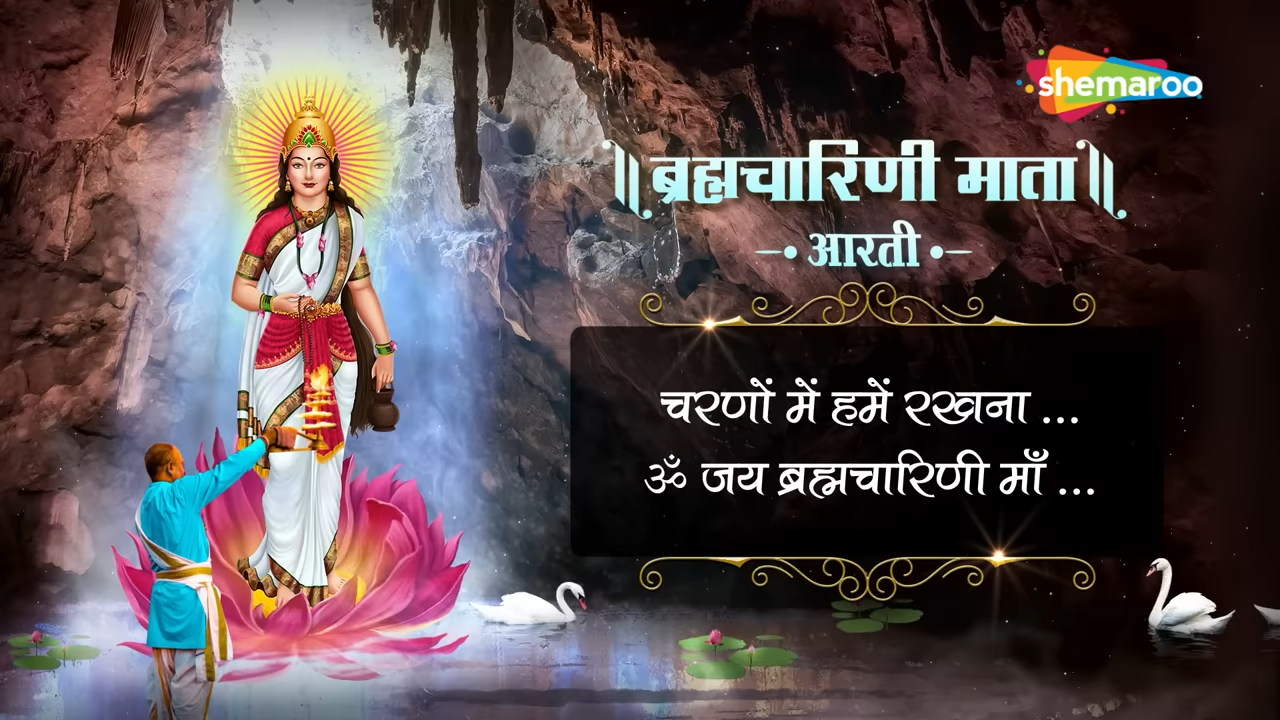 shemaroo
॥ ब्रह्मचारिणी माता ॥
आरती
चरणों में हमें रखना ...
ॐ जय ब्रह्मचारिणी माँ ...